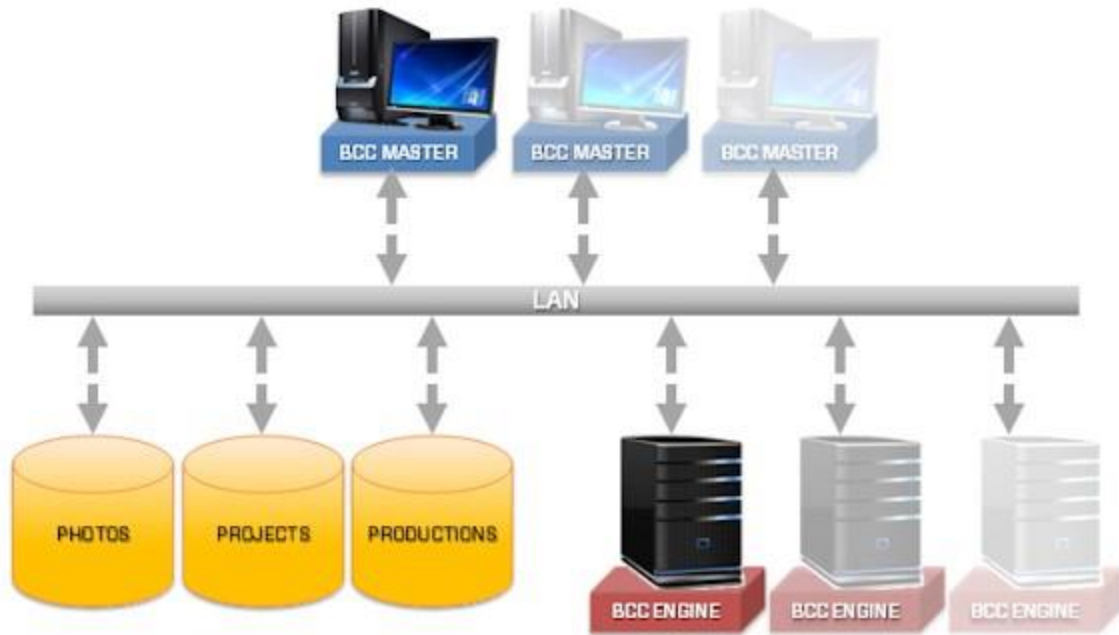 BCC MASTER
BCC MASTER
BCC MASTER
LAN
PHOTOS
PROJECTS
PRODUCTIONS
BCC ENGINE
BCC ENGINE
BCC ENGINE